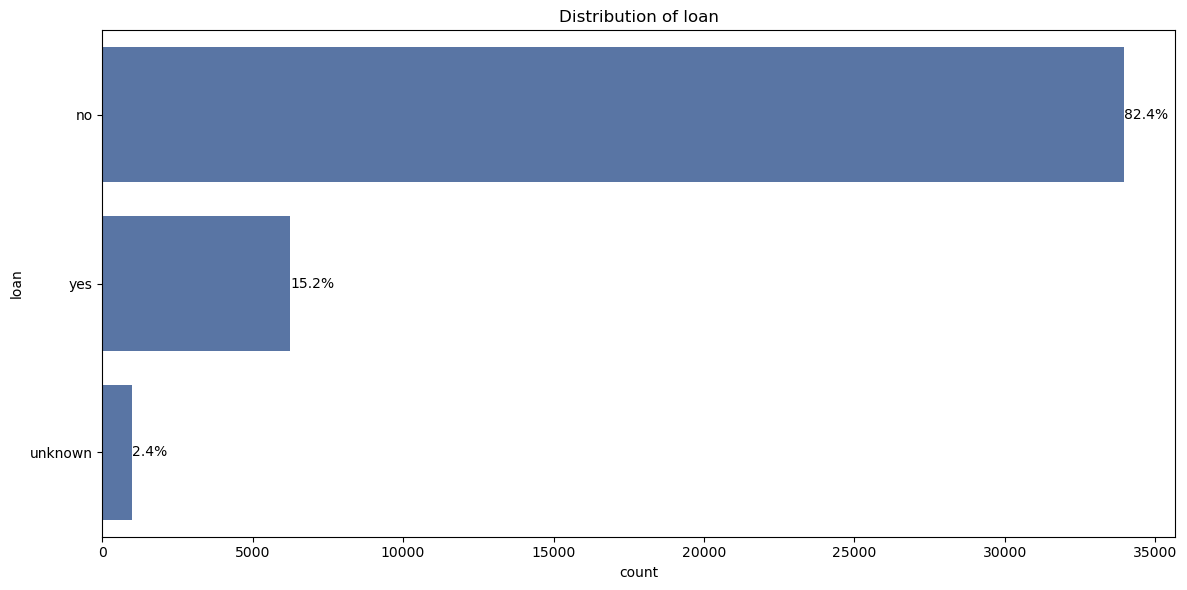 Distribution of loan
no
82.4%
loan
yes
15.2%
unknown
2.4%
0 5000 10000 15000 20000 25000 30000 35000
count